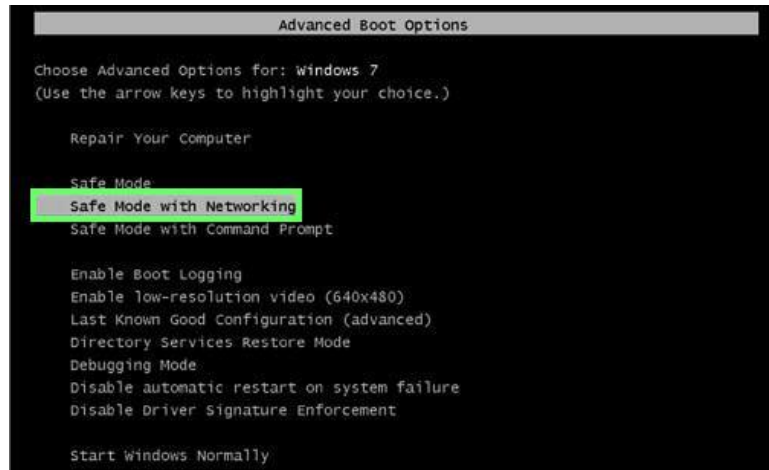 Advanced Boot Options
Choose Advanced Options for: Windows 7
(Use the arrow keys to highlight your choice.)
Repair Your Computer
Safe Mode
Safe Mode with Networking
Safe Mode with Command Prompt
Enable Boot Logging
Enable low-resolution video (640x480)
Last Known Good Configuration (advanced)
Directory Services Restore Mode
Debugging Mode
Disable automatic restart on system failure
Disable Driver Signature Enforcement
Start Windows Normally